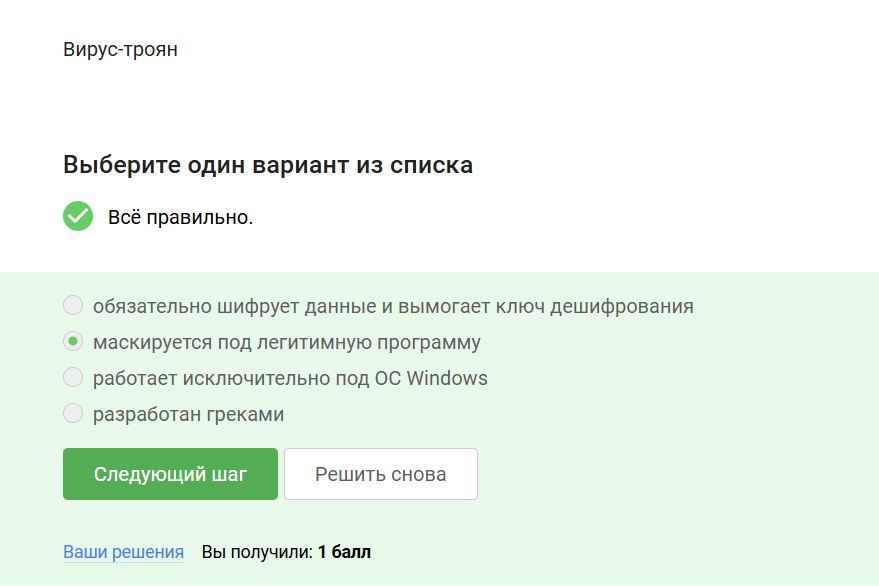 Вирус-троян
Выберите один вариант из списка
Всё правильно.
обязательно шифрует данные и вымогает ключ дешифрования
маскируется под легитимную программу
работает исключительно под ОС Windows
разработан греками
Следующий шаг
Решить снова
Ваши решения Вы получили: 1 балл